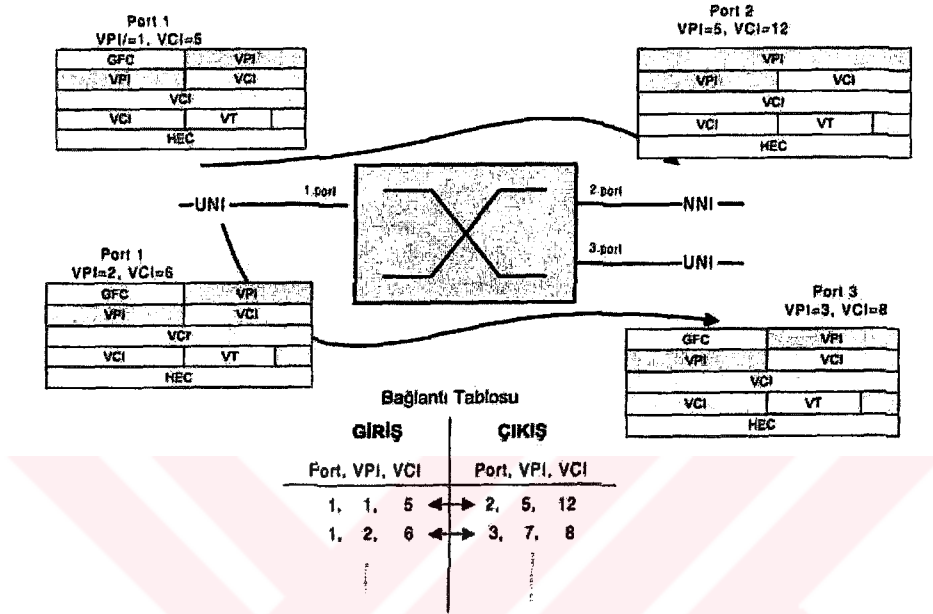 Port 1
VPI/=1, VCI=5
GFC VPI
VPI VCI
VCI
VCI VT
HEC
Port 2
VPI=5, VCI=12
VPI
VPI VCI
VCI
VCI VT
HEC
UNI
1.port
2.port
NNI
3.port
UNI
Port 1
VPI=2, VCI=6
GFC VPI
VPI VCI
VCI
VCI VT
HEC
Port 3
VPI=3, VCI=8
GFC VPI
VPI VCI
VCI
VCI VT
HEC
Bağlantı Tablosu
GİRİŞ ÇIKIŞ
Port, VPI, VCI Port, VPI, VCI
1, 1, 5 2, 5, 12
1, 2, 6 3, 7, 8